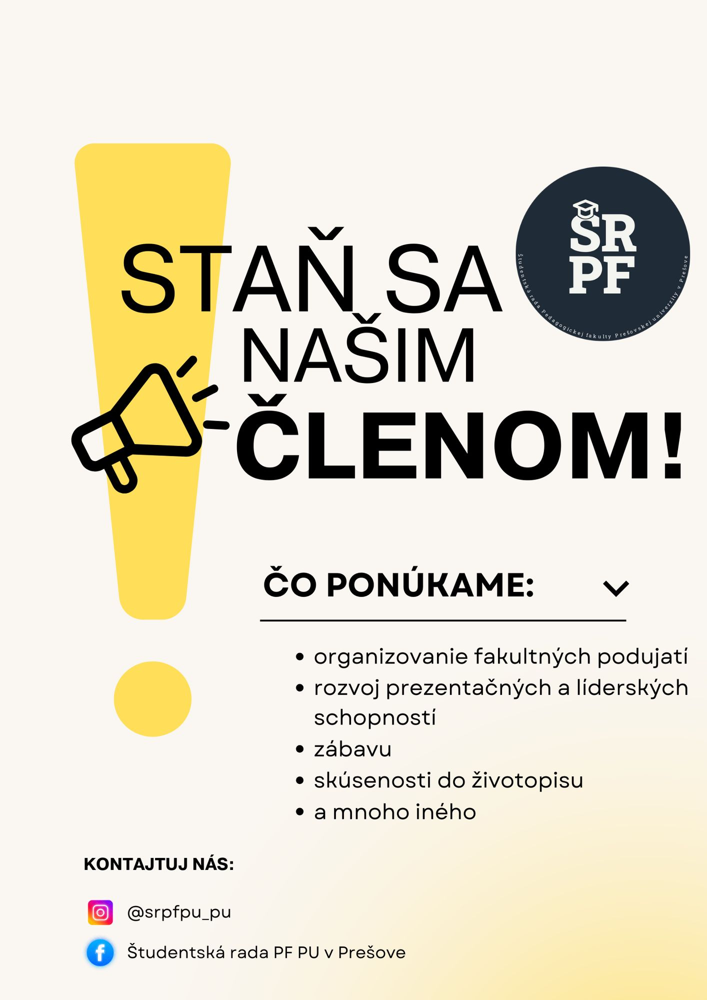 STAŇ SA
NAŠIM
ČLENOM!
ŠR
PF
Študentská rada Pedagogickej fakulty Prešovskej univerzity v Prešove
ČO PONÚKAME:
• organizovanie fakultných podujatí
• rozvoj prezentačných a líderských
schopností
• zábavu
• skúsenosti do životopisu
• a mnoho iného
KONTAJTUJ NÁS:
@srpfpu_pu
Študentská rada PF PU v Prešove